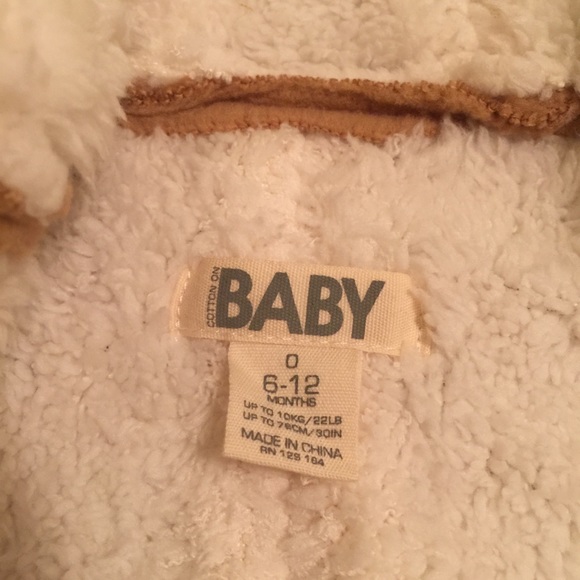 COTTON ON
BABY
0
6-12
MONTHS
UP TO 10KG/22LB
UP TO 76CM/30IN
MADE IN CHINA
RN 129 164